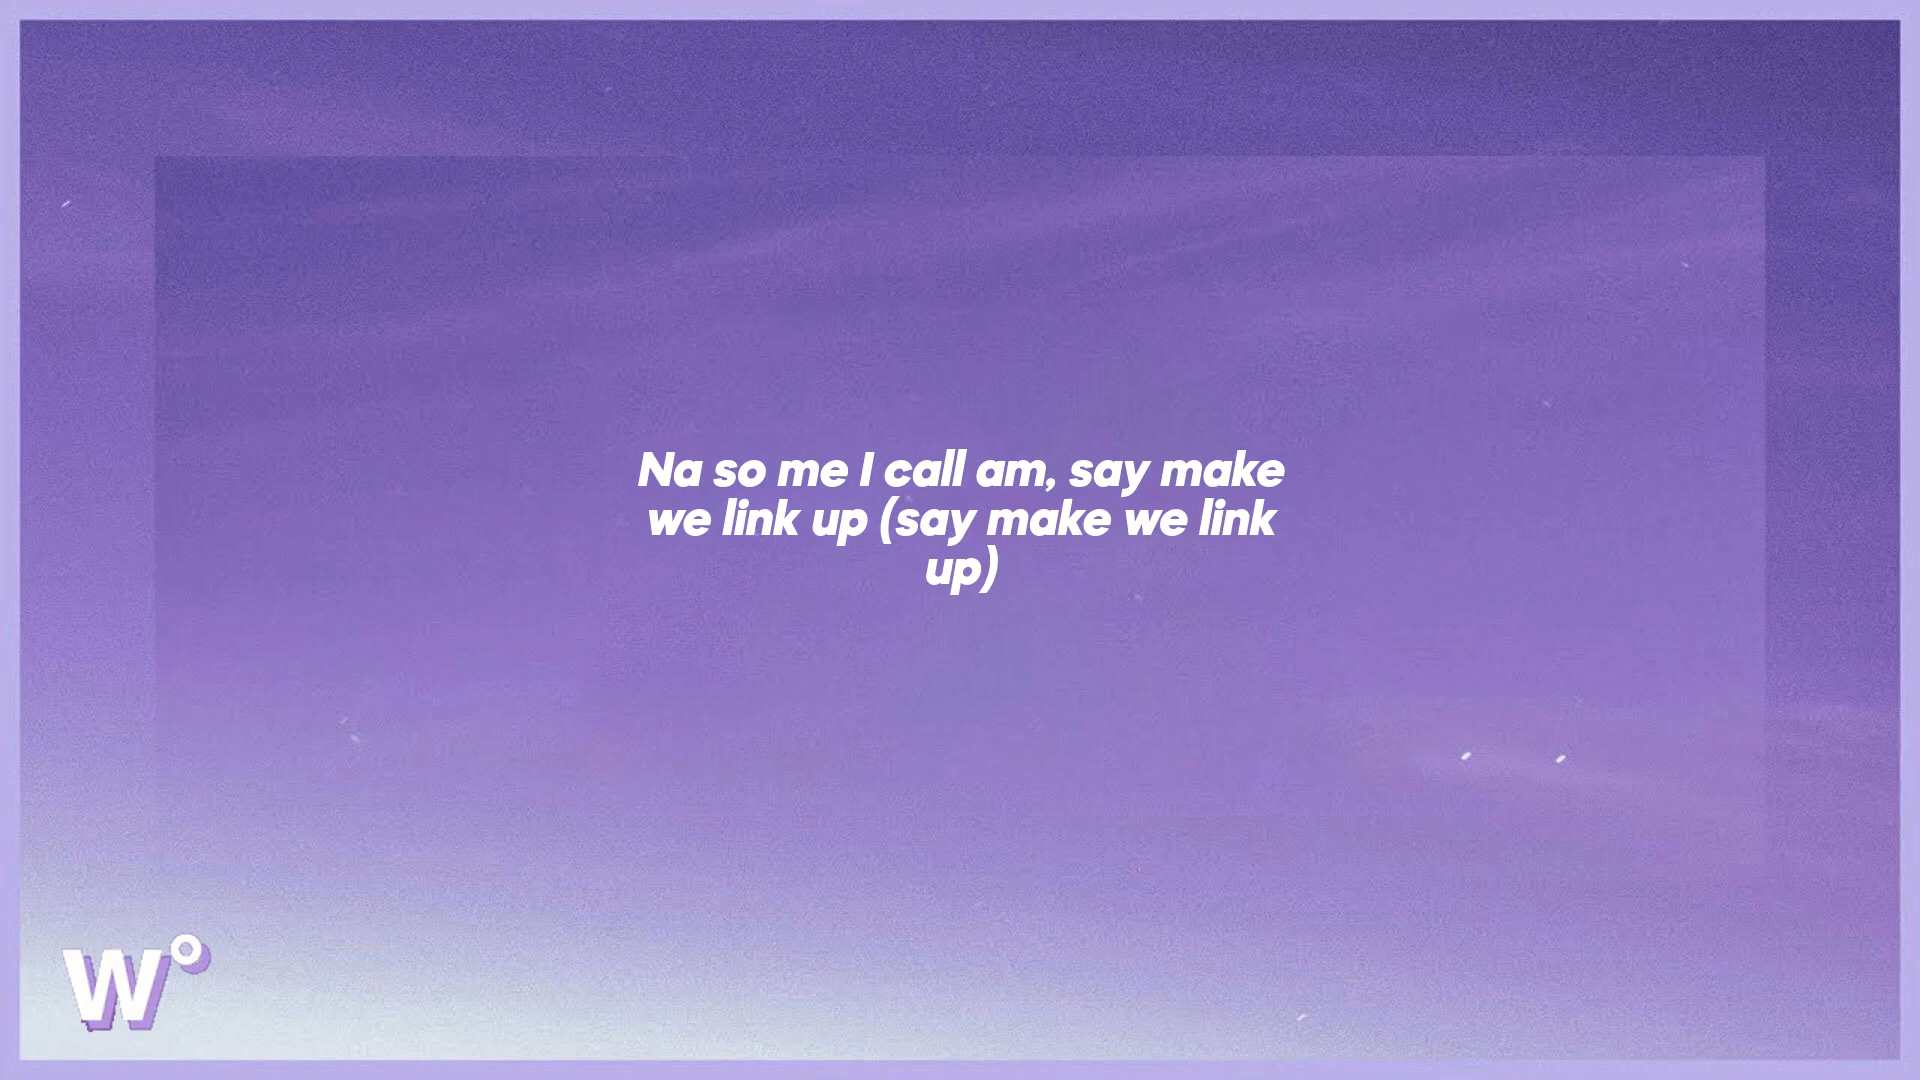 Na so me I call am, say make
we link up (say make we link
up)
W°